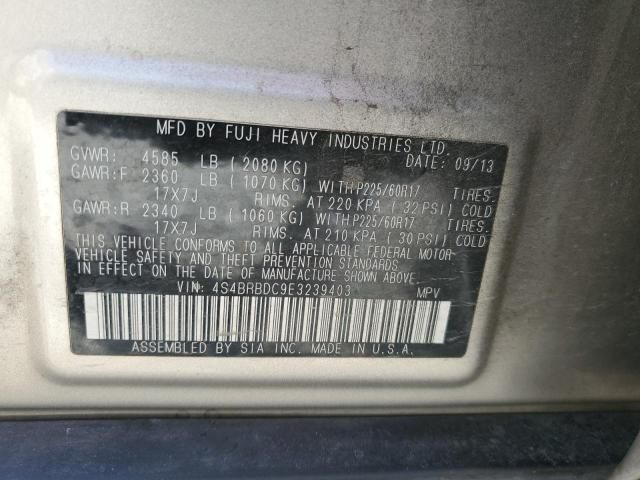 MFD BY FUJI HEAVY INDUSTRIES LTD.
GVWR: 4585 LB (2080 KG) DATE: 09/13
GAWR:F 2360 LB (1070 KG) WITH P225/60R17 TIRES.
17X7J RIMS. AT 220 KPA (32 PSI) COLD
GAWR:R 2340 LB (1060 KG) WITH P225/60R17 TIRES.
17X7J RIMS. AT 210 KPA (30 PSI) COLD
THIS VEHICLE CONFORMS TO ALL APPLICABLE FEDERAL MOTOR-
VEHICLE SAFETY AND THEFT PREVENTION STANDARDS
IN EFFECT ON THE DATE OF MANUFACTURE SHOWN ABOVE.
VIN: 4S4BRBDC9E3239403 MPV
ASSEMBLED BY SIA INC. MADE IN U.S.A.